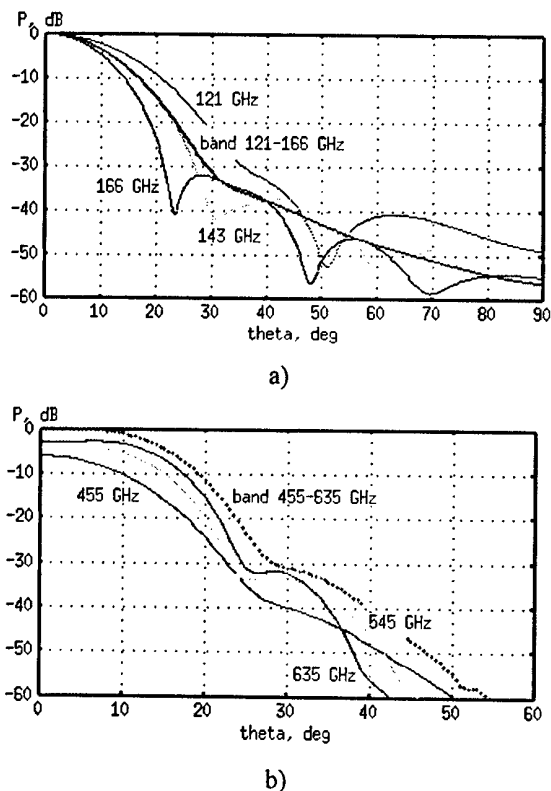 P, dB
0
-10
-20
-30
-40
-50
-60
121 GHz
band 121-166 GHz
166 GHz
143 GHz
0 10 20 30 40 50 60 70 80 90
theta, deg
a)
P, dB
0
-10
-20
-30
-40
-50
-60
455 GHz
band 455-635 GHz
545 GHz
635 GHz
0 10 20 30 40 50 60
theta, deg
b)